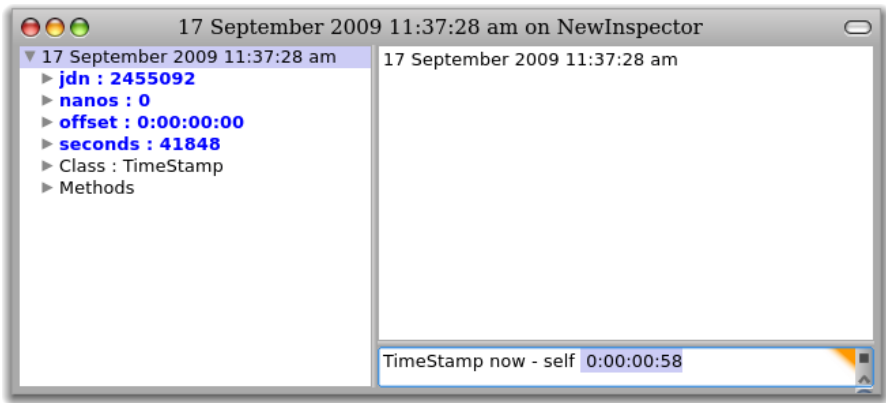 17 September 2009 11:37:28 am on NewInspector
17 September 2009 11:37:28 am
jdn : 2455092
nanos : 0
offset : 0:00:00:00
seconds : 41848
Class : TimeStamp
Methods
17 September 2009 11:37:28 am
TimeStamp now - self 0:00:00:58